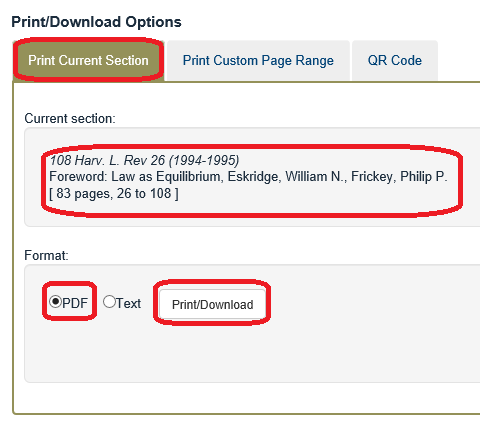 Print/Download Options
Print Current Section Print Custom Page Range QR Code
Current section:
108 Harv. L. Rev 26 (1994-1995)
Foreword: Law as Equilibrium, Eskridge, William N., Frickey, Philip P.
[ 83 pages, 26 to 108 ]
Format:
PDF Text Print/Download